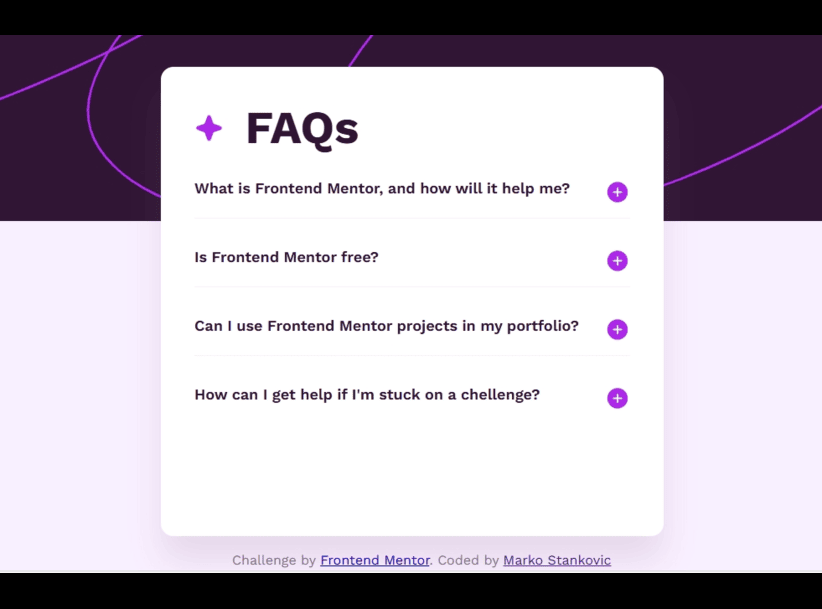 FAQs
What is Frontend Mentor, and how will it help me?
Is Frontend Mentor free?
Can I use Frontend Mentor projects in my portfolio?
How can I get help if I'm stuck on a chellenge?
Challenge by Frontend Mentor. Coded by Marko Stankovic